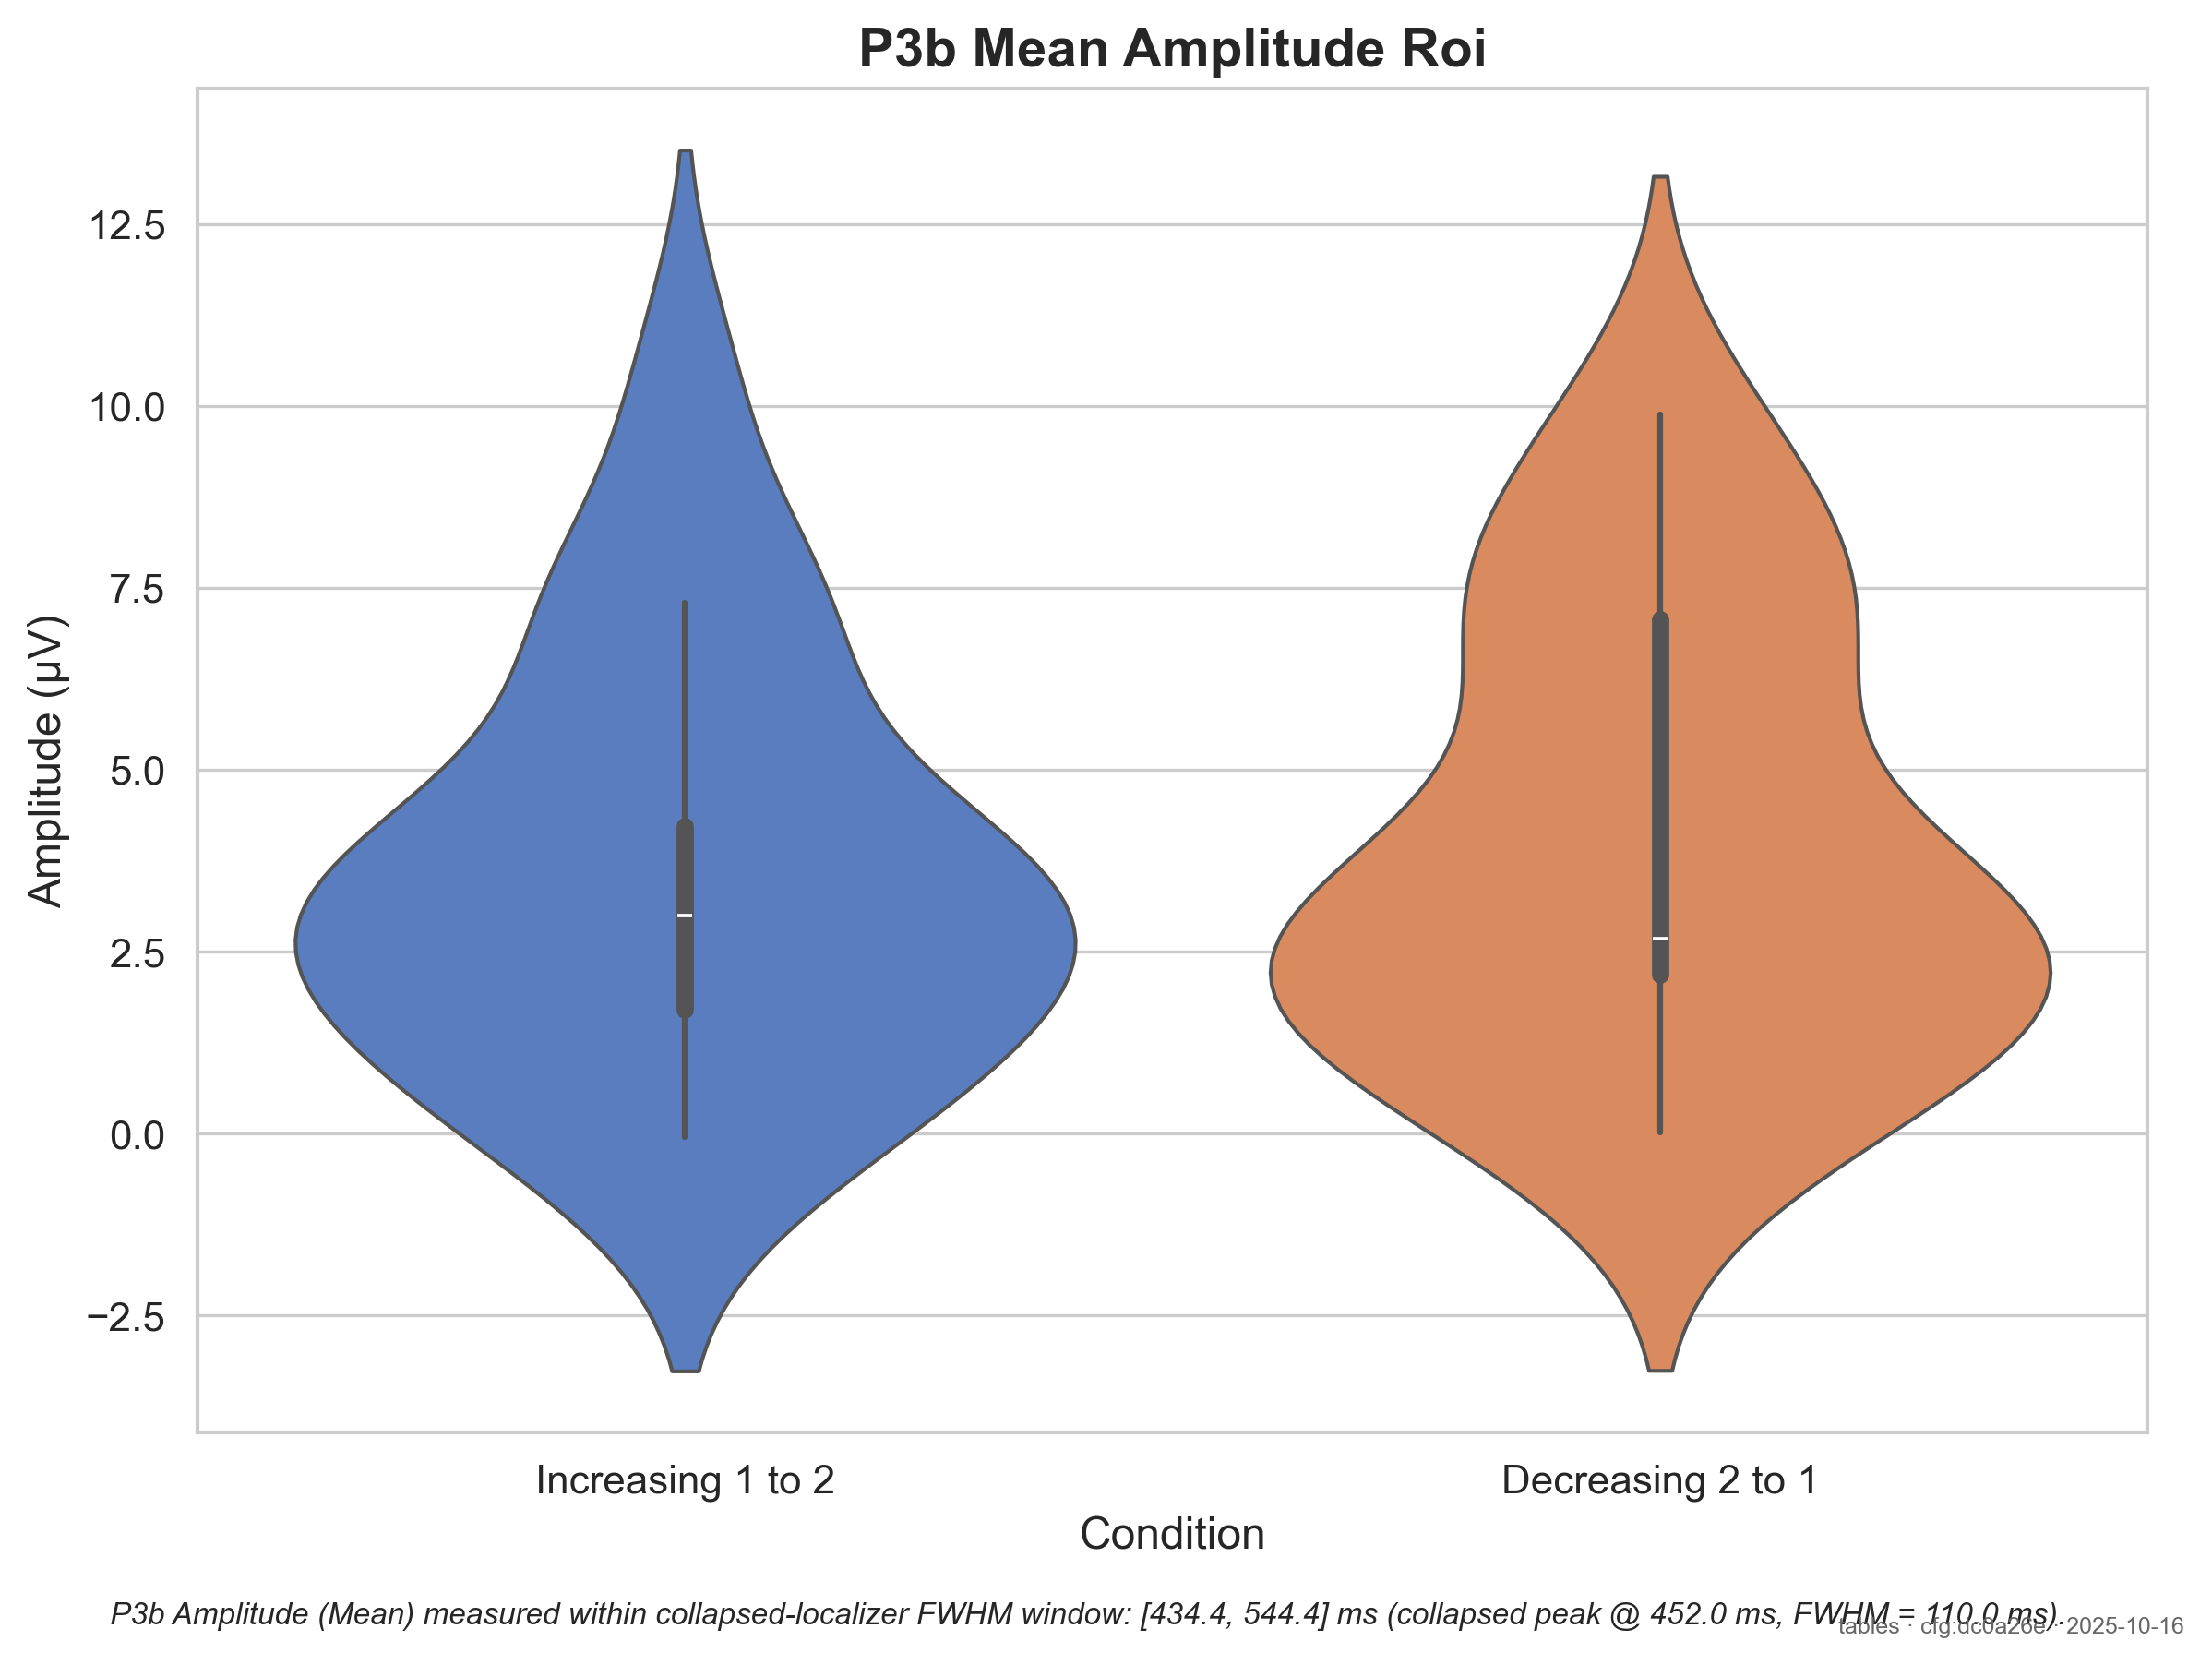 P3b Mean Amplitude Roi
Amplitude (µV)
12.5
10.0
7.5
5.0
2.5
0.0
−2.5
Increasing 1 to 2
Decreasing 2 to 1
Condition
P3b Amplitude (Mean) measured within collapsed-localizer FWHM window: [434.4, 544.4] ms (collapsed peak @ 452.0 ms, FWHM = 110.0 ms).
tables · cfg:dc0a26e · 2025-10-16